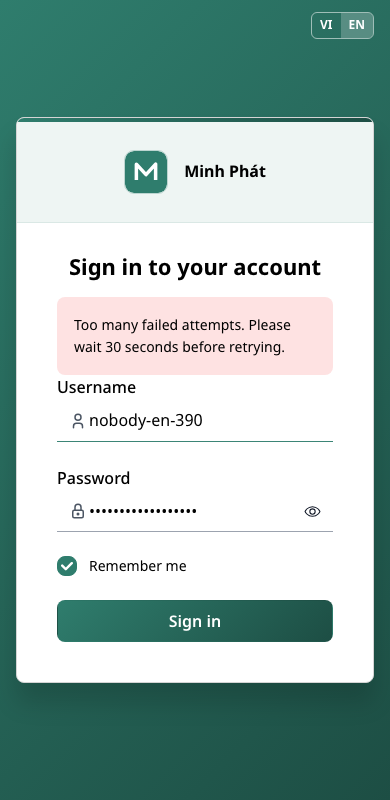 VI EN
Minh Phát
Sign in to your account
Too many failed attempts. Please
wait 30 seconds before retrying.
Username
nobody-en-390
Password
••••••••••••••••••
Remember me
Sign in